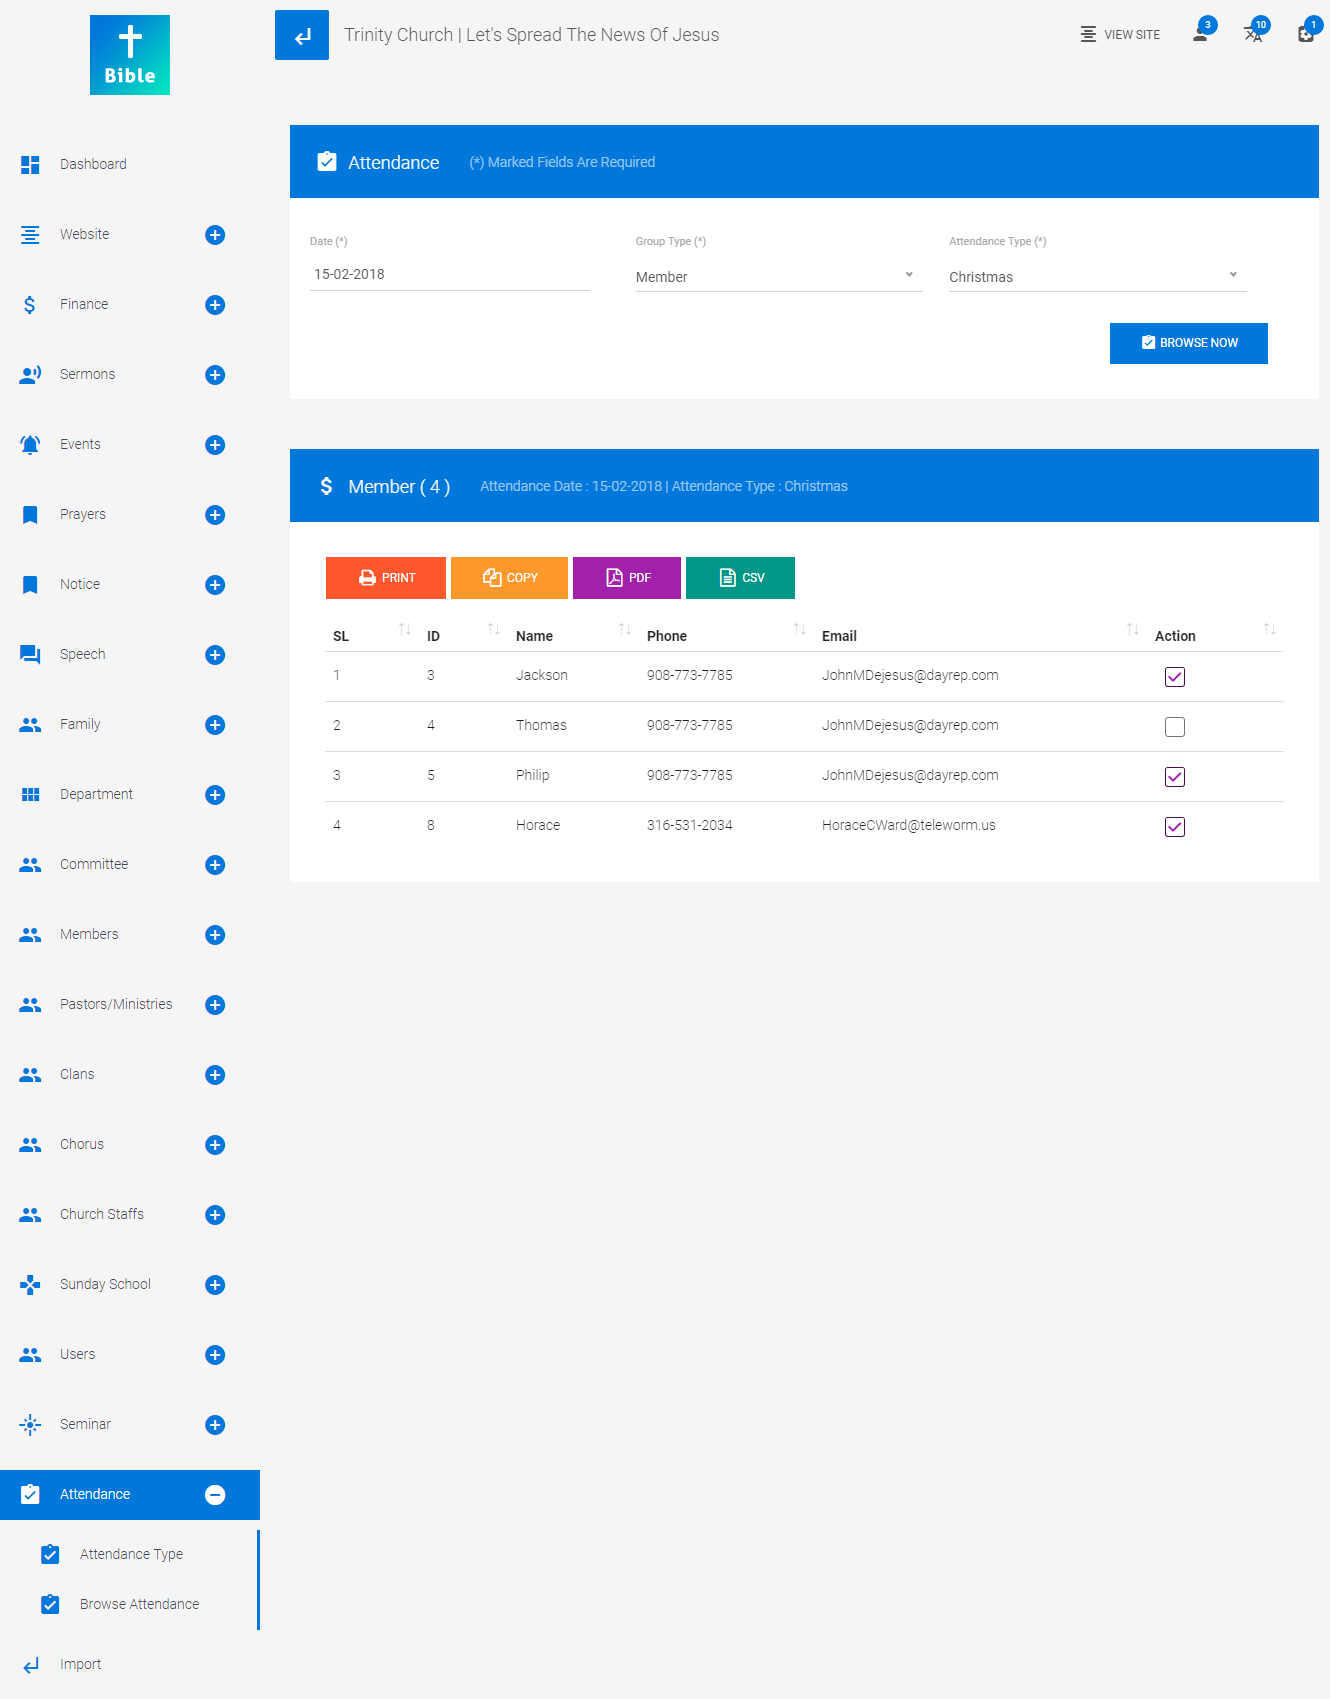 Bible
Trinity Church | Let's Spread The News Of Jesus
VIEW SITE
3
10
1
Dashboard
Website
Finance
Sermons
Events
Prayers
Notice
Speech
Family
Department
Committee
Members
Pastors/Ministries
Clans
Chorus
Church Staffs
Sunday School
Users
Seminar
Attendance
Attendance Type
Browse Attendance
Import
Attendance (*) Marked Fields Are Required
Date (*) Group Type (*) Attendance Type (*)
15-02-2018 Member Christmas
BROWSE NOW
Member ( 4 ) Attendance Date : 15-02-2018 | Attendance Type : Christmas
PRINT COPY PDF CSV
SL ID Name Phone Email Action
1 3 Jackson 908-773-7785 JohnMDejesus@dayrep.com
2 4 Thomas 908-773-7785 JohnMDejesus@dayrep.com
3 5 Philip 908-773-7785 JohnMDejesus@dayrep.com
4 8 Horace 316-531-2034 HoraceCWard@teleworm.us